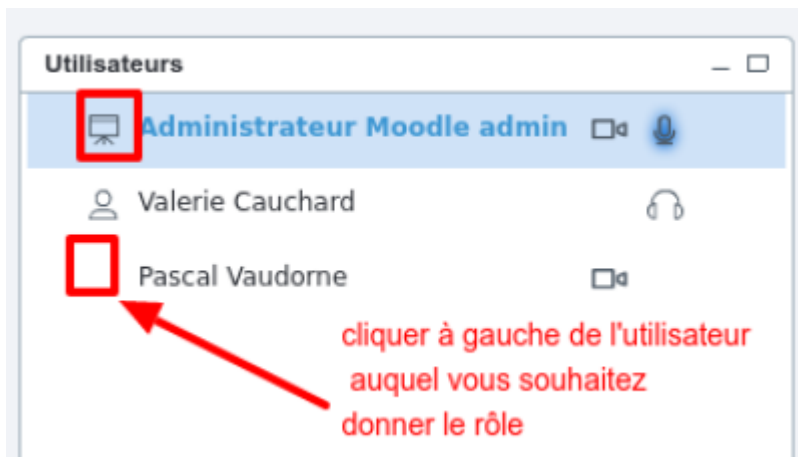 Utilisateurs
Administrateur Moodle admin
Valerie Cauchard
Pascal Vaudorne
cliquer à gauche de l'utilisateur
auquel vous souhaitez
donner le rôle